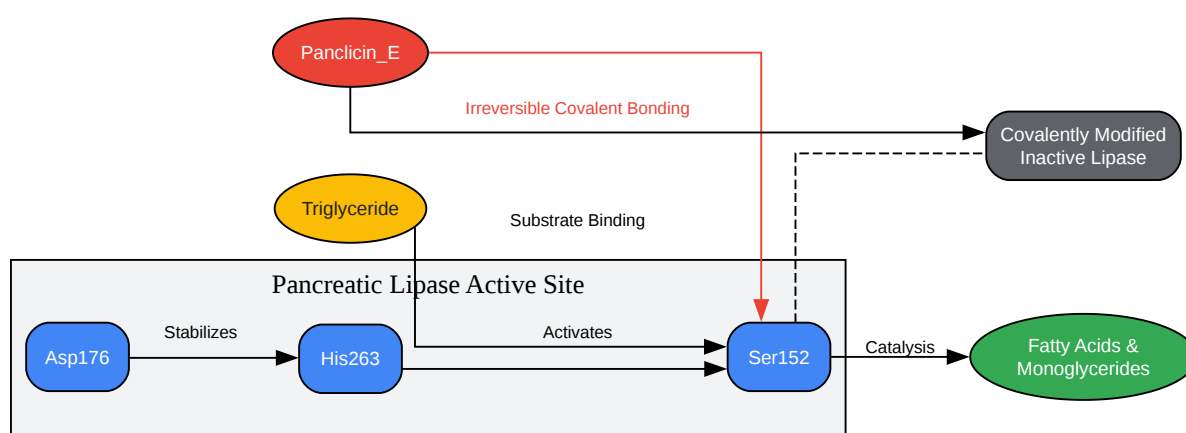 Panclicin_E
Irreversible Covalent Bonding
Covalently Modified
Inactive Lipase
Triglyceride
Substrate Binding
Pancreatic Lipase Active Site
Asp176
Stabilizes
His263
Activates
Ser152
Catalysis
Fatty Acids &
Monoglycerides